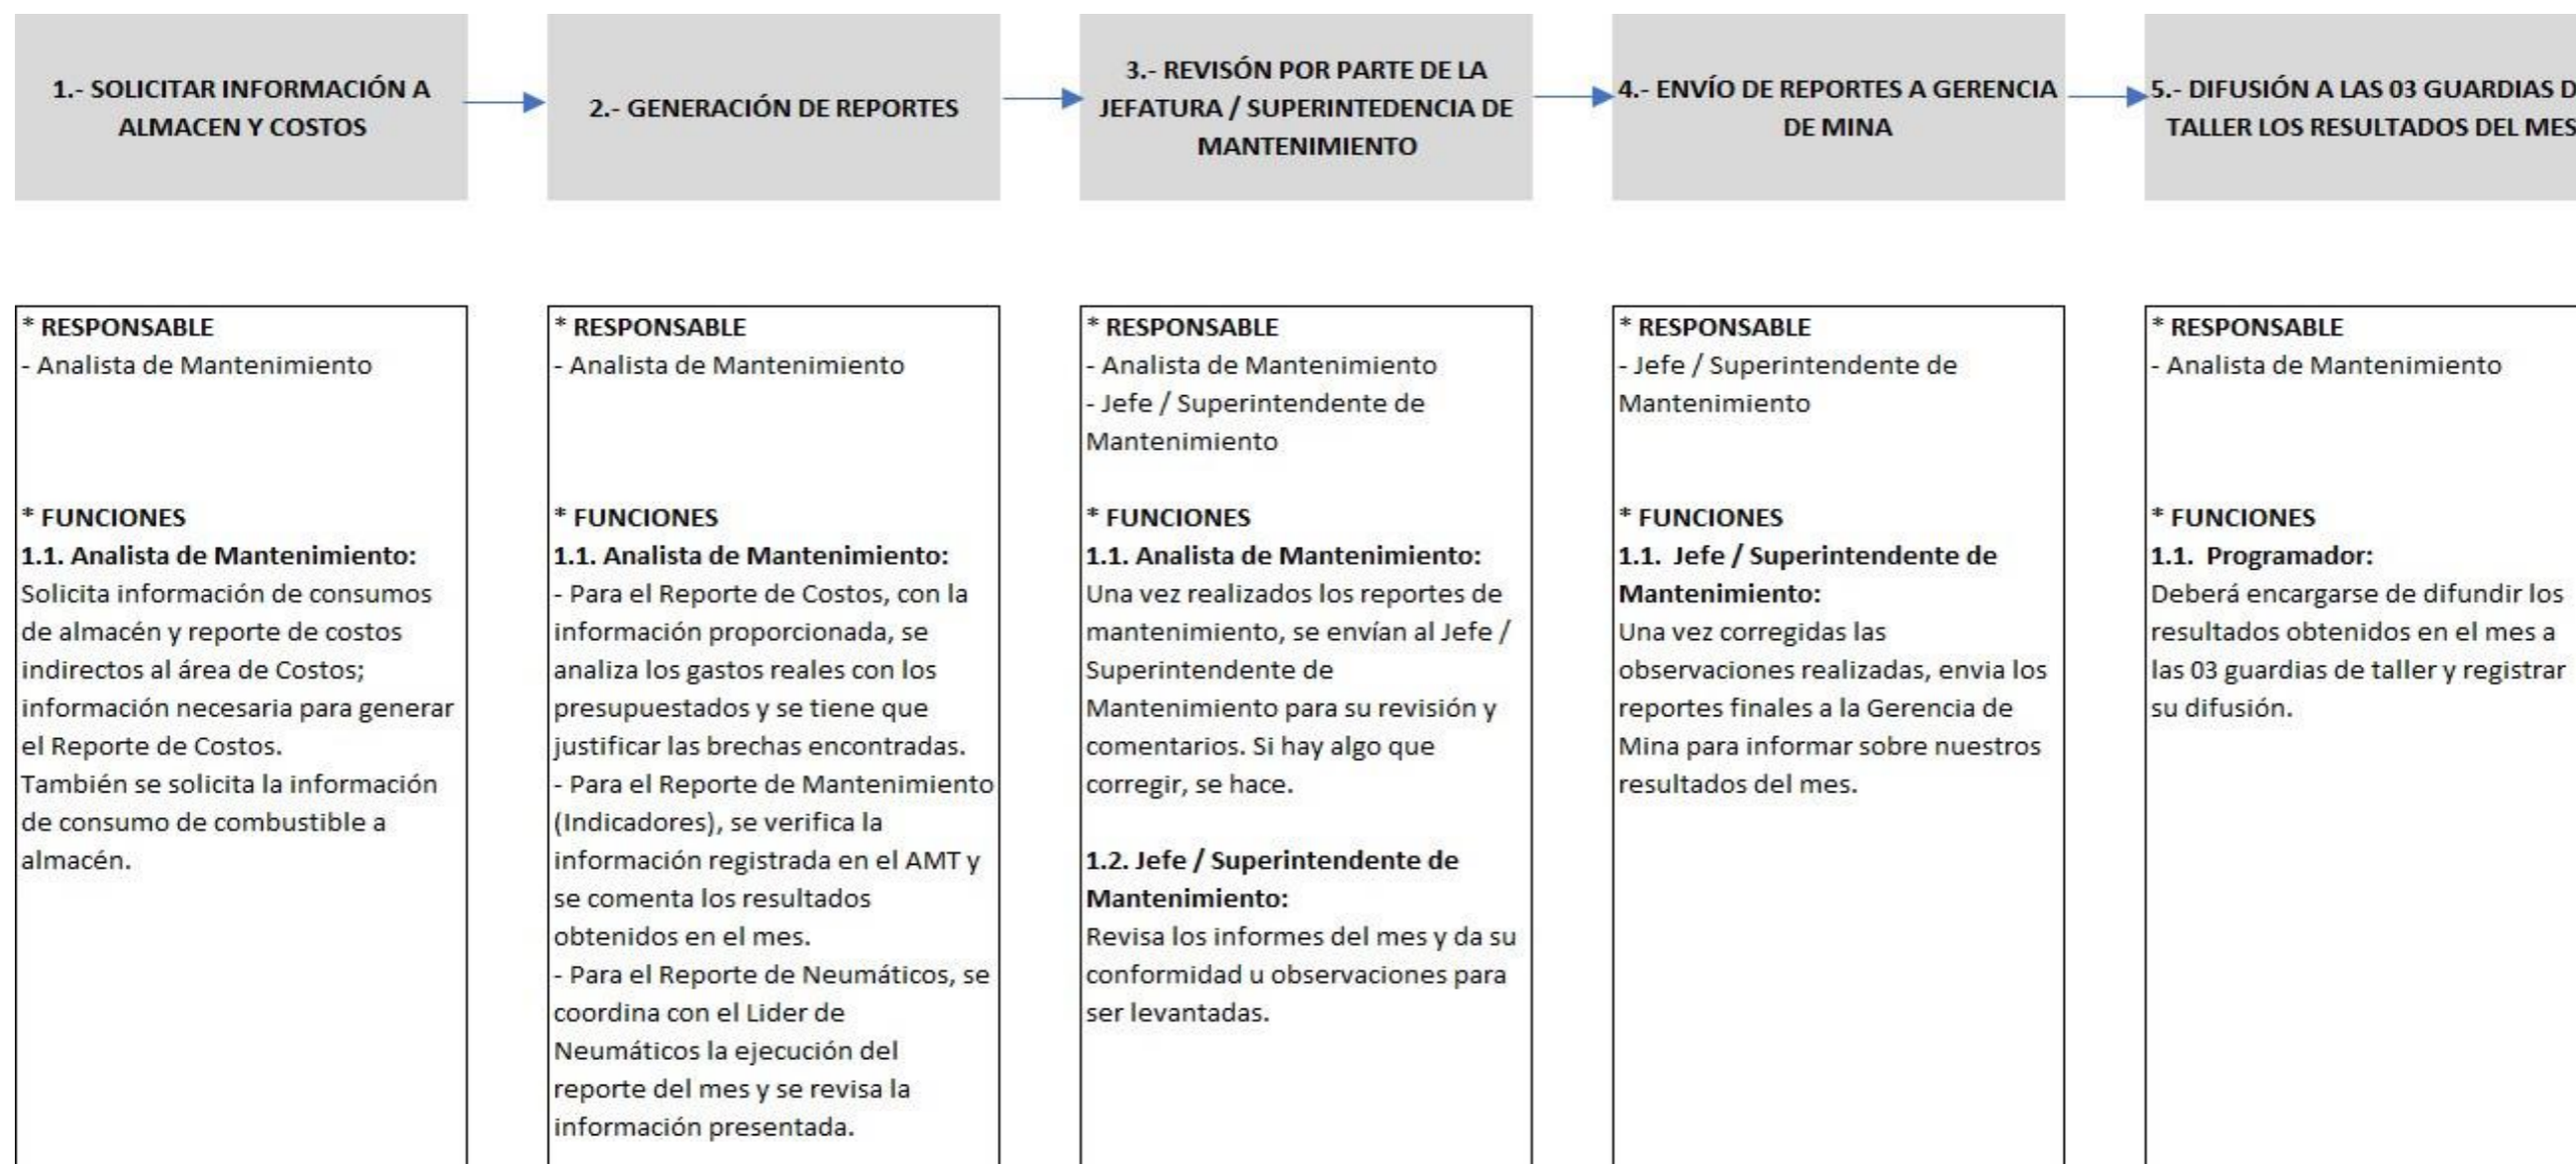 1.- SOLICITAR INFORMACIÓN A
ALMACEN Y COSTOS
2.- GENERACIÓN DE REPORTES
3.- REVISÓN POR PARTE DE LA
JEFATURA / SUPERINTEDENCIA DE
MANTENIMIENTO
4.- ENVÍO DE REPORTES A GERENCIA
DE MINA
5.- DIFUSIÓN A LAS 03 GUARDIAS D
TALLER LOS RESULTADOS DEL MES
* RESPONSABLE
- Analista de Mantenimiento
* FUNCIONES
1.1. Analista de Mantenimiento:
Solicita información de consumos
de almacén y reporte de costos
indirectos al área de Costos;
información necesaria para generar
el Reporte de Costos.
También se solicita la información
de consumo de combustible a
almacén.
* RESPONSABLE
- Analista de Mantenimiento
* FUNCIONES
1.1. Analista de Mantenimiento:
- Para el Reporte de Costos, con la
información proporcionada, se
analiza los gastos reales con los
presupuestados y se tiene que
justificar las brechas encontradas.
- Para el Reporte de Mantenimiento
(Indicadores), se verifica la
información registrada en el AMT y
se comenta los resultados
obtenidos en el mes.
- Para el Reporte de Neumáticos, se
coordina con el Lider de
Neumáticos la ejecución del
reporte del mes y se revisa la
información presentada.
* RESPONSABLE
- Analista de Mantenimiento
- Jefe / Superintendente de
Mantenimiento
* FUNCIONES
1.1. Analista de Mantenimiento:
Una vez realizados los reportes de
mantenimiento, se envían al Jefe /
Superintendente de
Mantenimiento para su revisión y
comentarios. Si hay algo que
corregir, se hace.
1.2. Jefe / Superintendente de
Mantenimiento:
Revisa los informes del mes y da su
conformidad u observaciones para
ser levantadas.
* RESPONSABLE
- Jefe / Superintendente de
Mantenimiento
* FUNCIONES
1.1. Jefe / Superintendente de
Mantenimiento:
Una vez corregidas las
observaciones realizadas, envia los
reportes finales a la Gerencia de
Mina para informar sobre nuestros
resultados del mes.
* RESPONSABLE
- Analista de Mantenimiento
* FUNCIONES
1.1. Programador:
Deberá encargarse de difundir los
resultados obtenidos en el mes a
las 03 guardias de taller y registrar
su difusión.